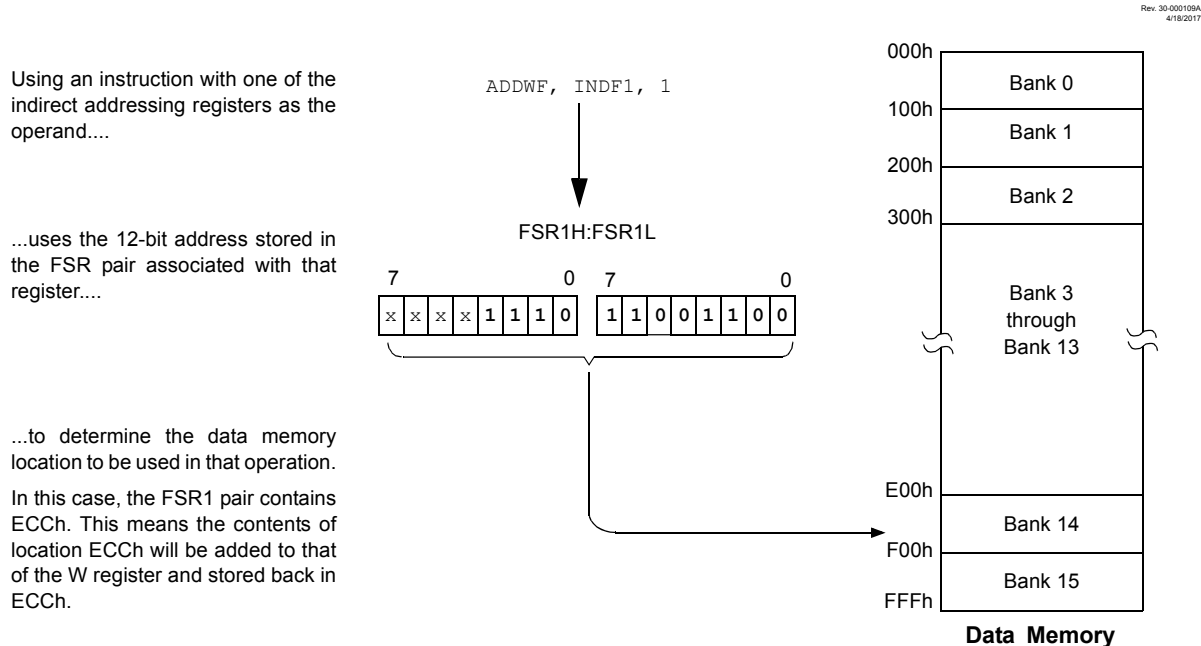 Rev. 30-000109A
4/18/2017
Using an instruction with one of the
indirect addressing registers as the
operand....
...uses the 12-bit address stored in
the FSR pair associated with that
register....
...to determine the data memory
location to be used in that operation.
In this case, the FSR1 pair contains
ECCh. This means the contents of
location ECCh will be added to that
of the W register and stored back in
ECCh.
ADDWF, INDF1, 1
FSR1H:FSR1L
7 0 7 0
x x x x 1 1 1 0 1 1 0 0 1 1 0 0
000h
Bank 0
100h
Bank 1
200h
Bank 2
300h
Bank 3
through
Bank 13
E00h
Bank 14
F00h
Bank 15
FFFh
Data Memory